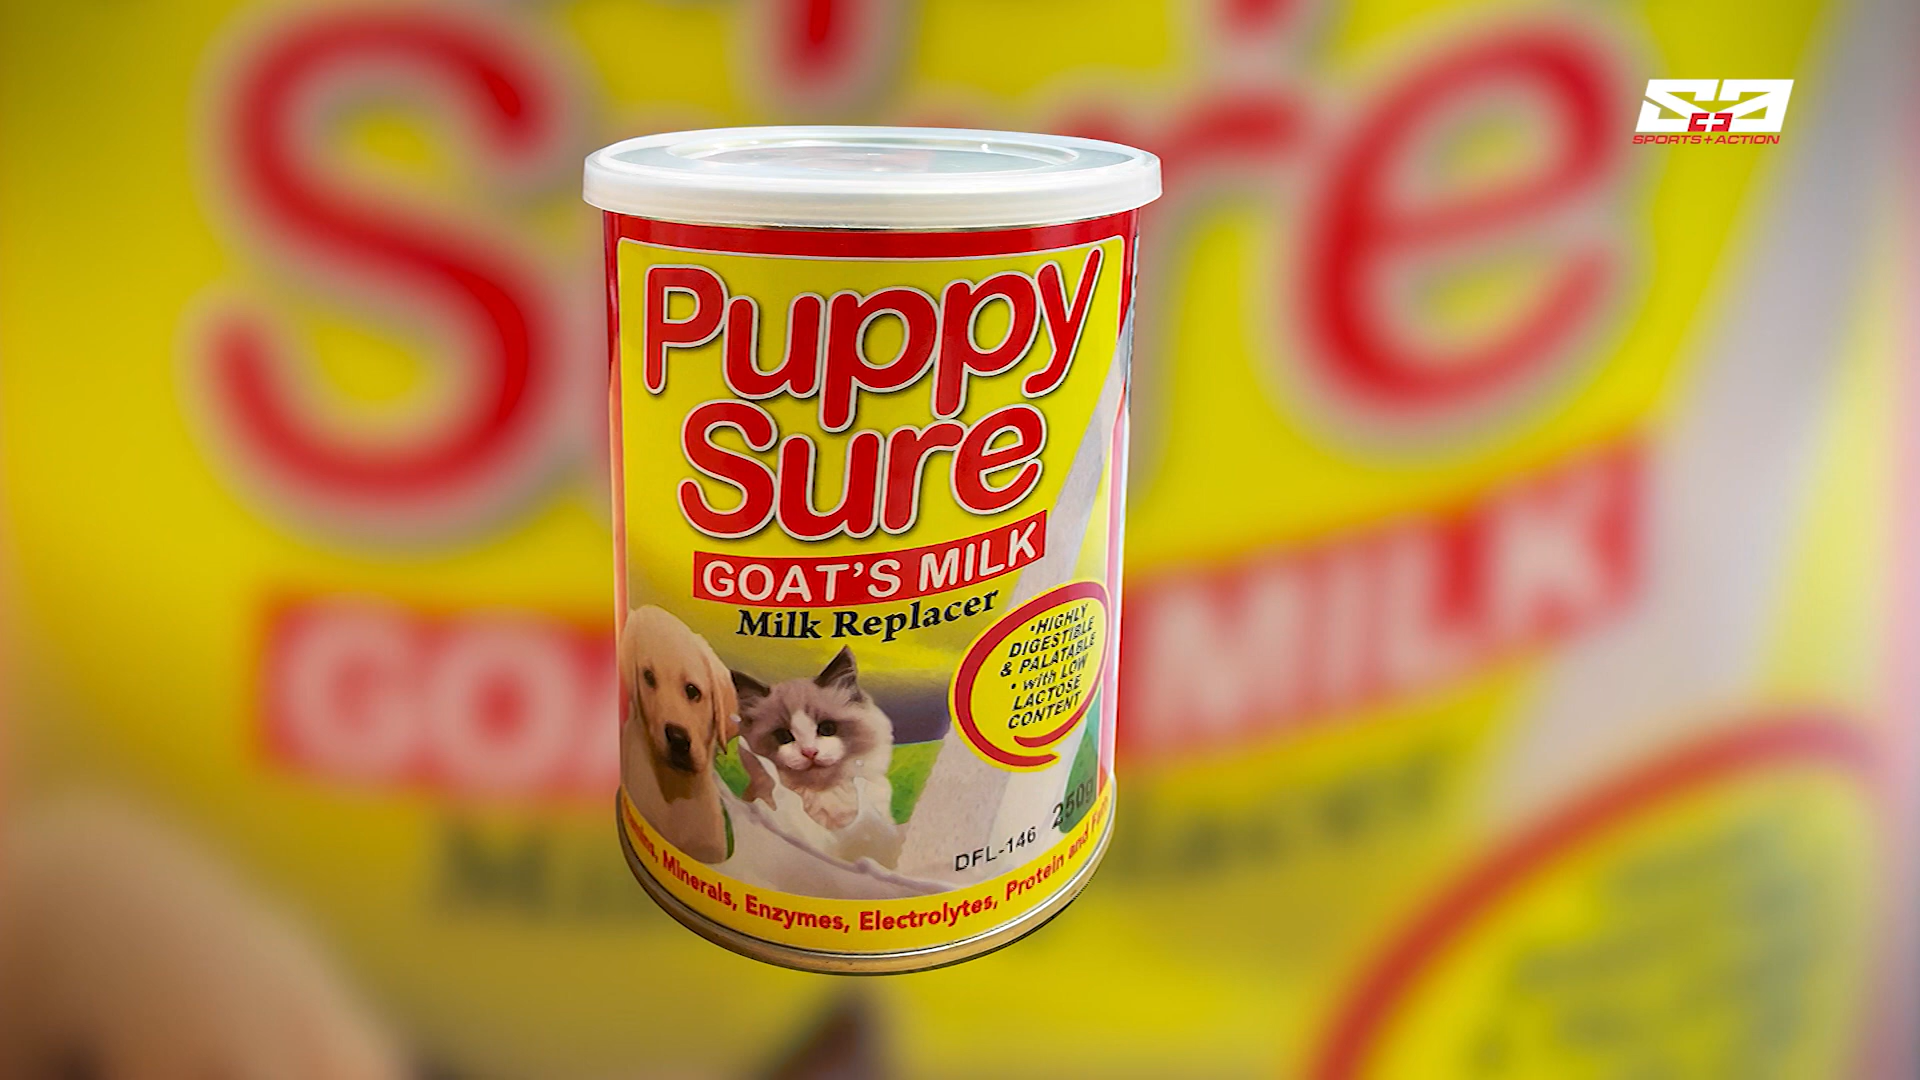 S+A
SPORTS+ACTION
Puppy
Sure
GOAT'S MILK
Milk Replacer
•HIGHLY
DIGESTIBLE
& PALATABLE
• with LOW
LACTOSE
CONTENT
250g
DFL-146
Minerals, Enzymes, Electrolytes, Protein and